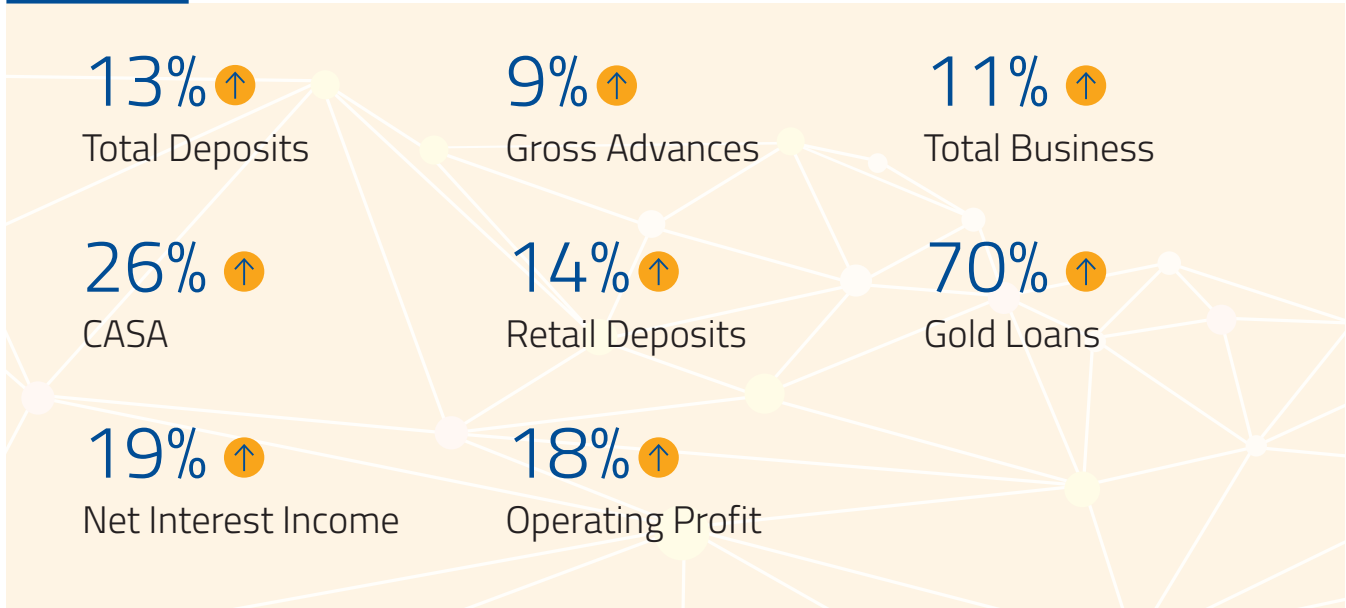 13%
Total Deposits
9%
Gross Advances
11%
Total Business
26%
CASA
14%
Retail Deposits
70%
Gold Loans
19%
Net Interest Income
18%
Operating Profit